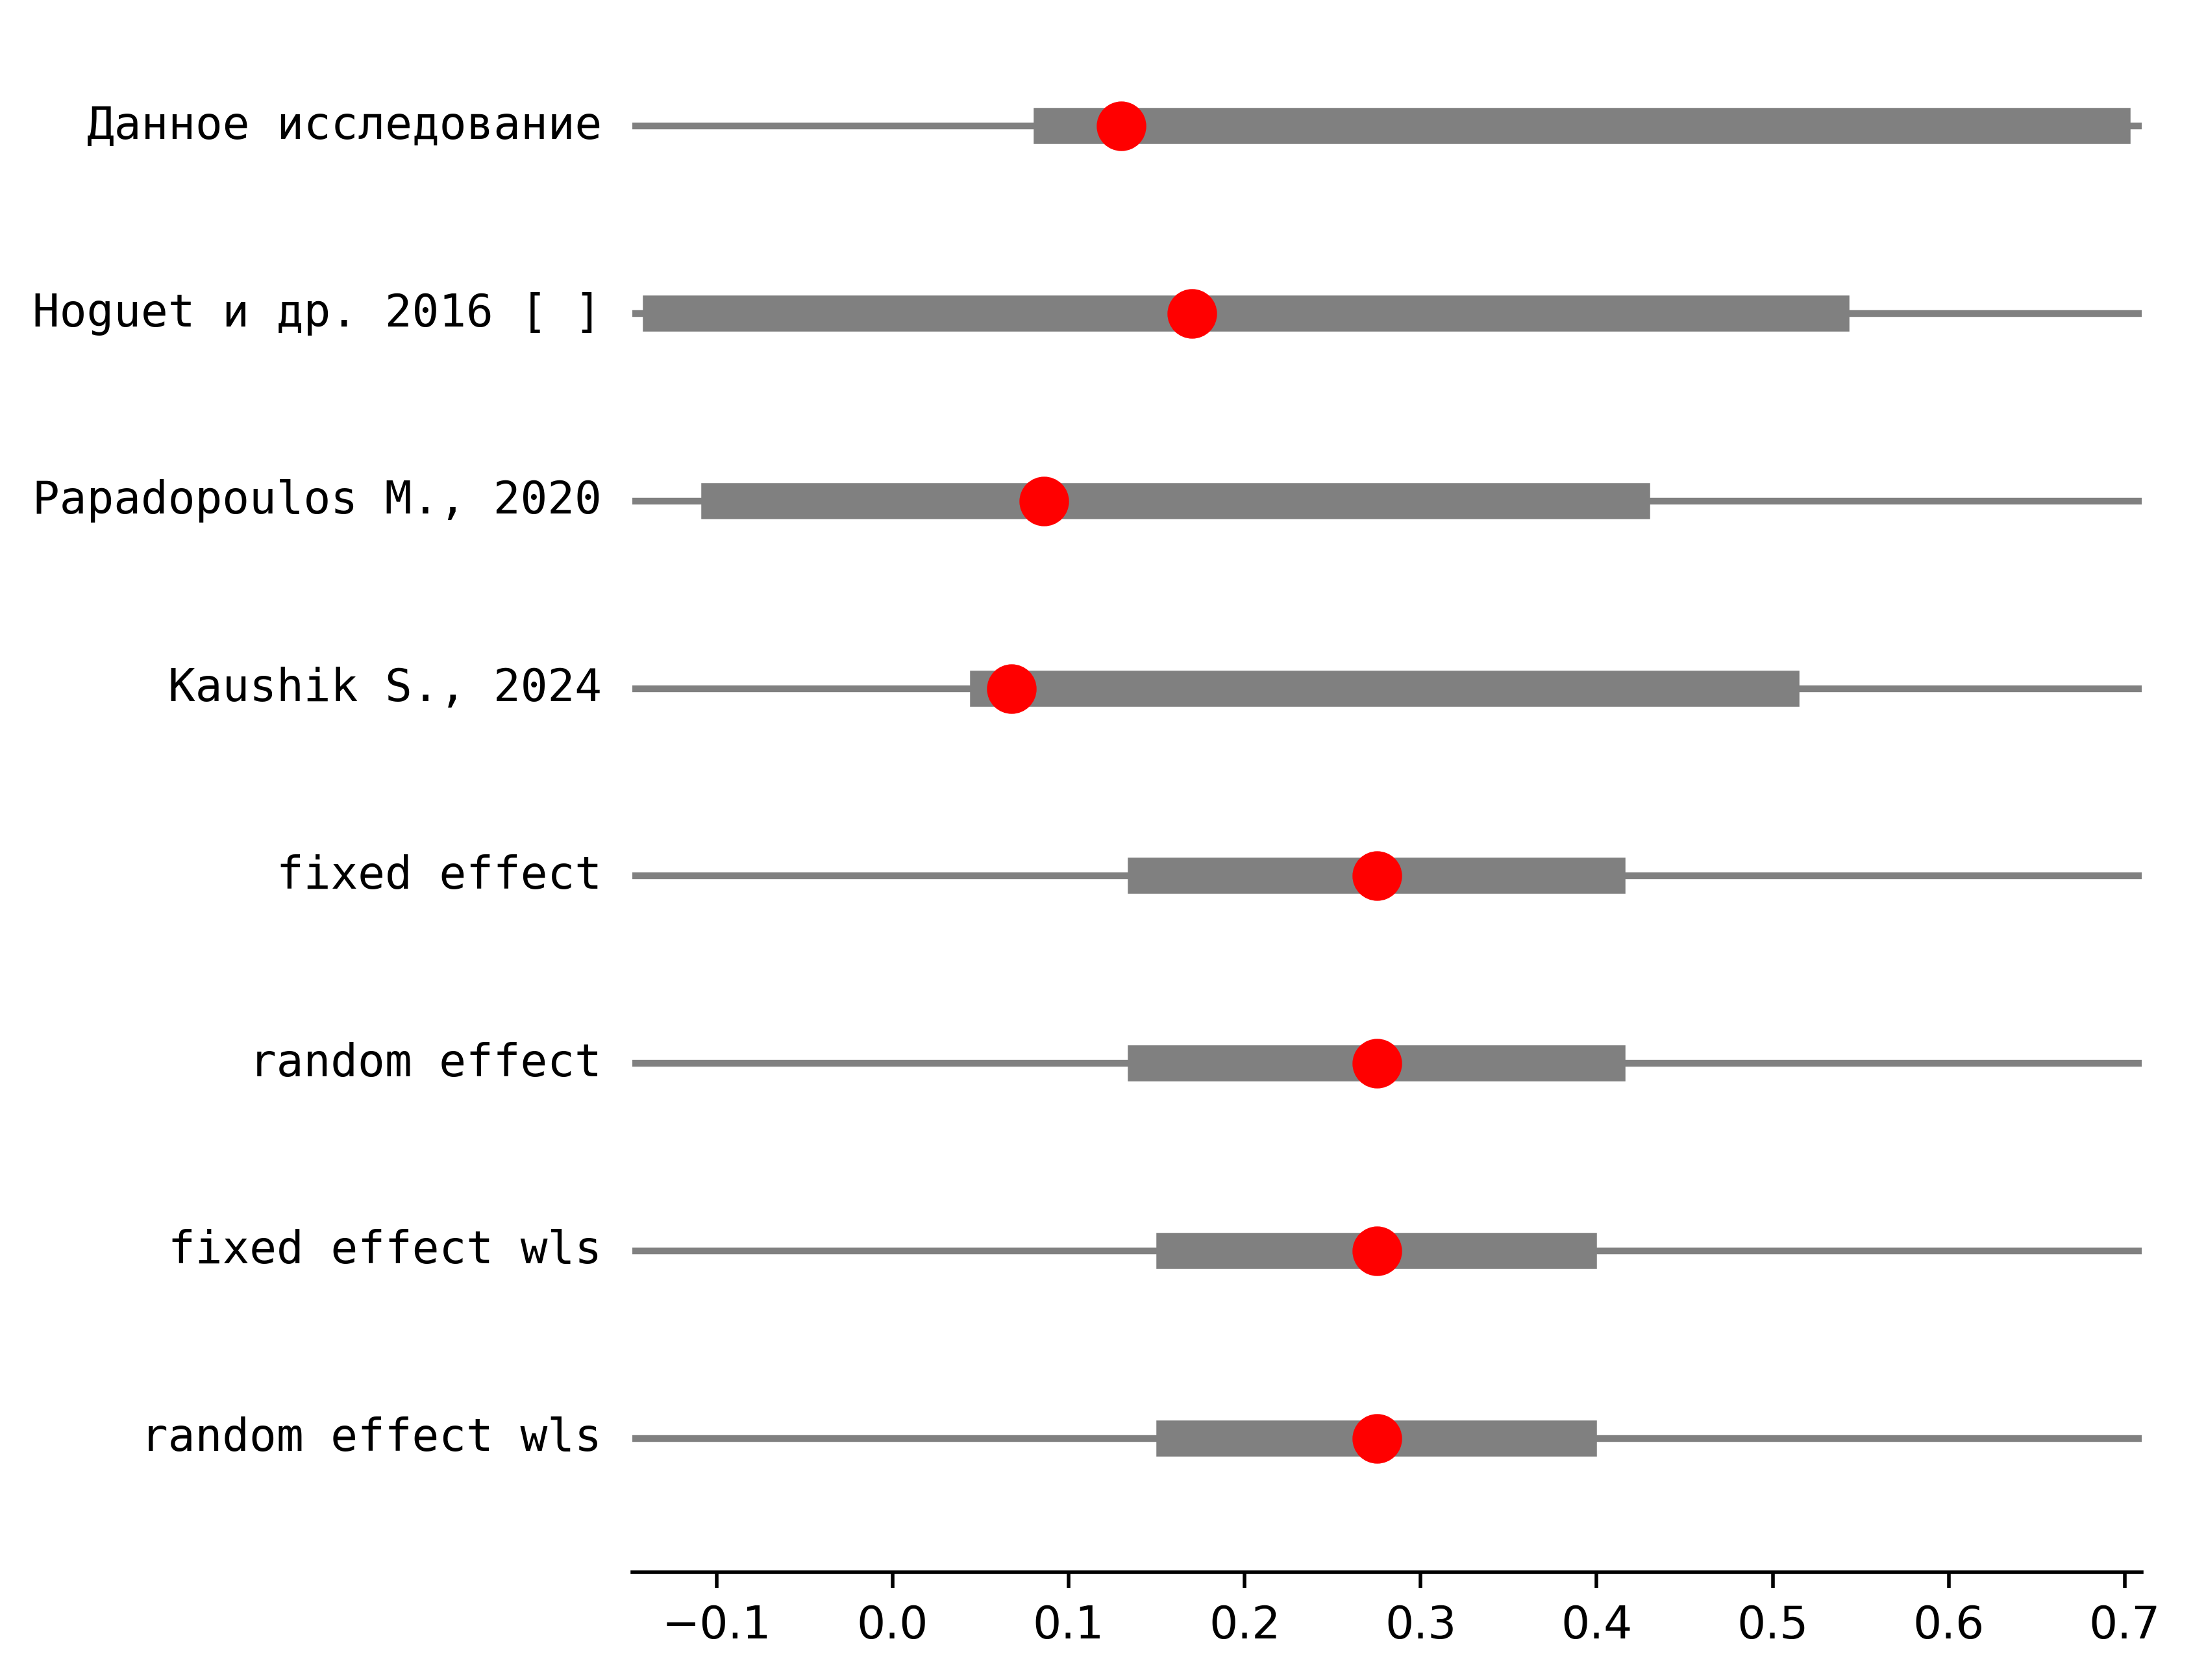 Данное исследование
Hoguet и др. 2016 [ ]
Papadopoulos M., 2020
Kaushik S., 2024
fixed effect
random effect
fixed effect wls
random effect wls
−0.1 0.0 0.1 0.2 0.3 0.4 0.5 0.6 0.7